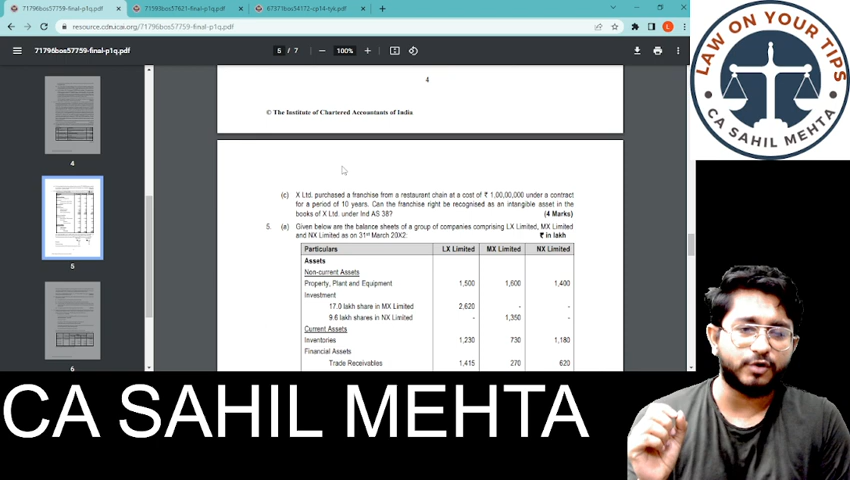 71796bos57759-final-p1q.pdf
71593bos57621-final-p1q.pdf
67371bos54172-cp14-tyk.pdf
resource.cdn.icai.org/71796bos57759-final-p1q.pdf
71796bos57759-final-p1q.pdf
5 / 7
100%
4
5
6
4
© The Institute of Chartered Accountants of India
(c) X Ltd. purchased a franchise from a restaurant chain at a cost of ₹ 1,00,00,000 under a contract
for a period of 10 years. Can the franchise right be recognised as an intangible asset in the
books of X Ltd. under Ind AS 38? (4 Marks)
5. (a) Given below are the balance sheets of a group of companies comprising LX Limited, MX Limited
and NX Limited as on 31st March 20X2: ₹ in lakh
Particulars LX Limited MX Limited NX Limited
Assets
Non-current Assets
Property, Plant and Equipment 1,500 1,600 1,400
Investment
17.0 lakh share in MX Limited 2,620 - -
9.6 lakh shares in NX Limited - 1,350 -
Current Assets
Inventories 1,230 730 1,180
Financial Assets
Trade Receivables 1,415 270 620
LAW ON YOUR TIPS
CA SAHIL MEHTA
CA SAHIL MEHTA